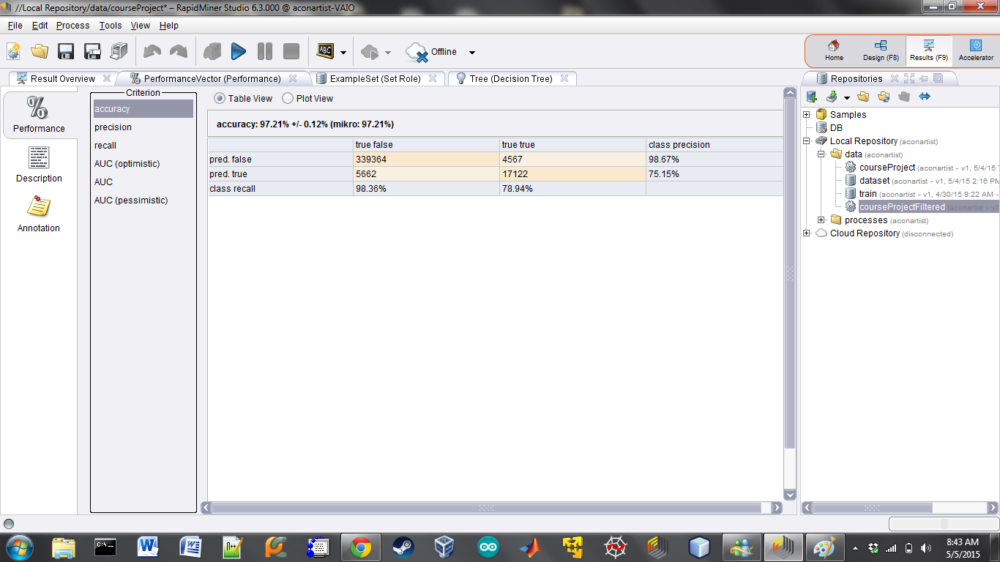 //Local Repository/data/courseProject* – RapidMiner Studio 6.3.000 @ aconartist-VAIO
File Edit Process Tools View Help
ABC Offline
Home Design (F8) Results (F9) Accelerator
Result Overview PerformanceVector (Performance) ExampleSet (Set Role) Tree (Decision Tree)
Repositories
%
Performance
Description
Annotation
Criterion
accuracy
precision
recall
AUC (optimistic)
AUC
AUC (pessimistic)
Table View Plot View
accuracy: 97.21% +/- 0.12% (mikro: 97.21%)
true false true true class precision
pred. false 339364 4567 98.67%
pred. true 5662 17122 75.15%
class recall 98.36% 78.94%
Samples
DB
Local Repository (aconartist)
data (aconartist)
courseProject (aconartist - v1, 5/4/15
dataset (aconartist - v1, 5/4/15 2:16 PM
train (aconartist - v1, 4/30/15 9:22 AM -
courseProjectFiltered (aconartist - v1
processes (aconartist)
Cloud Repository (disconnected)
8:43 AM
5/5/2015